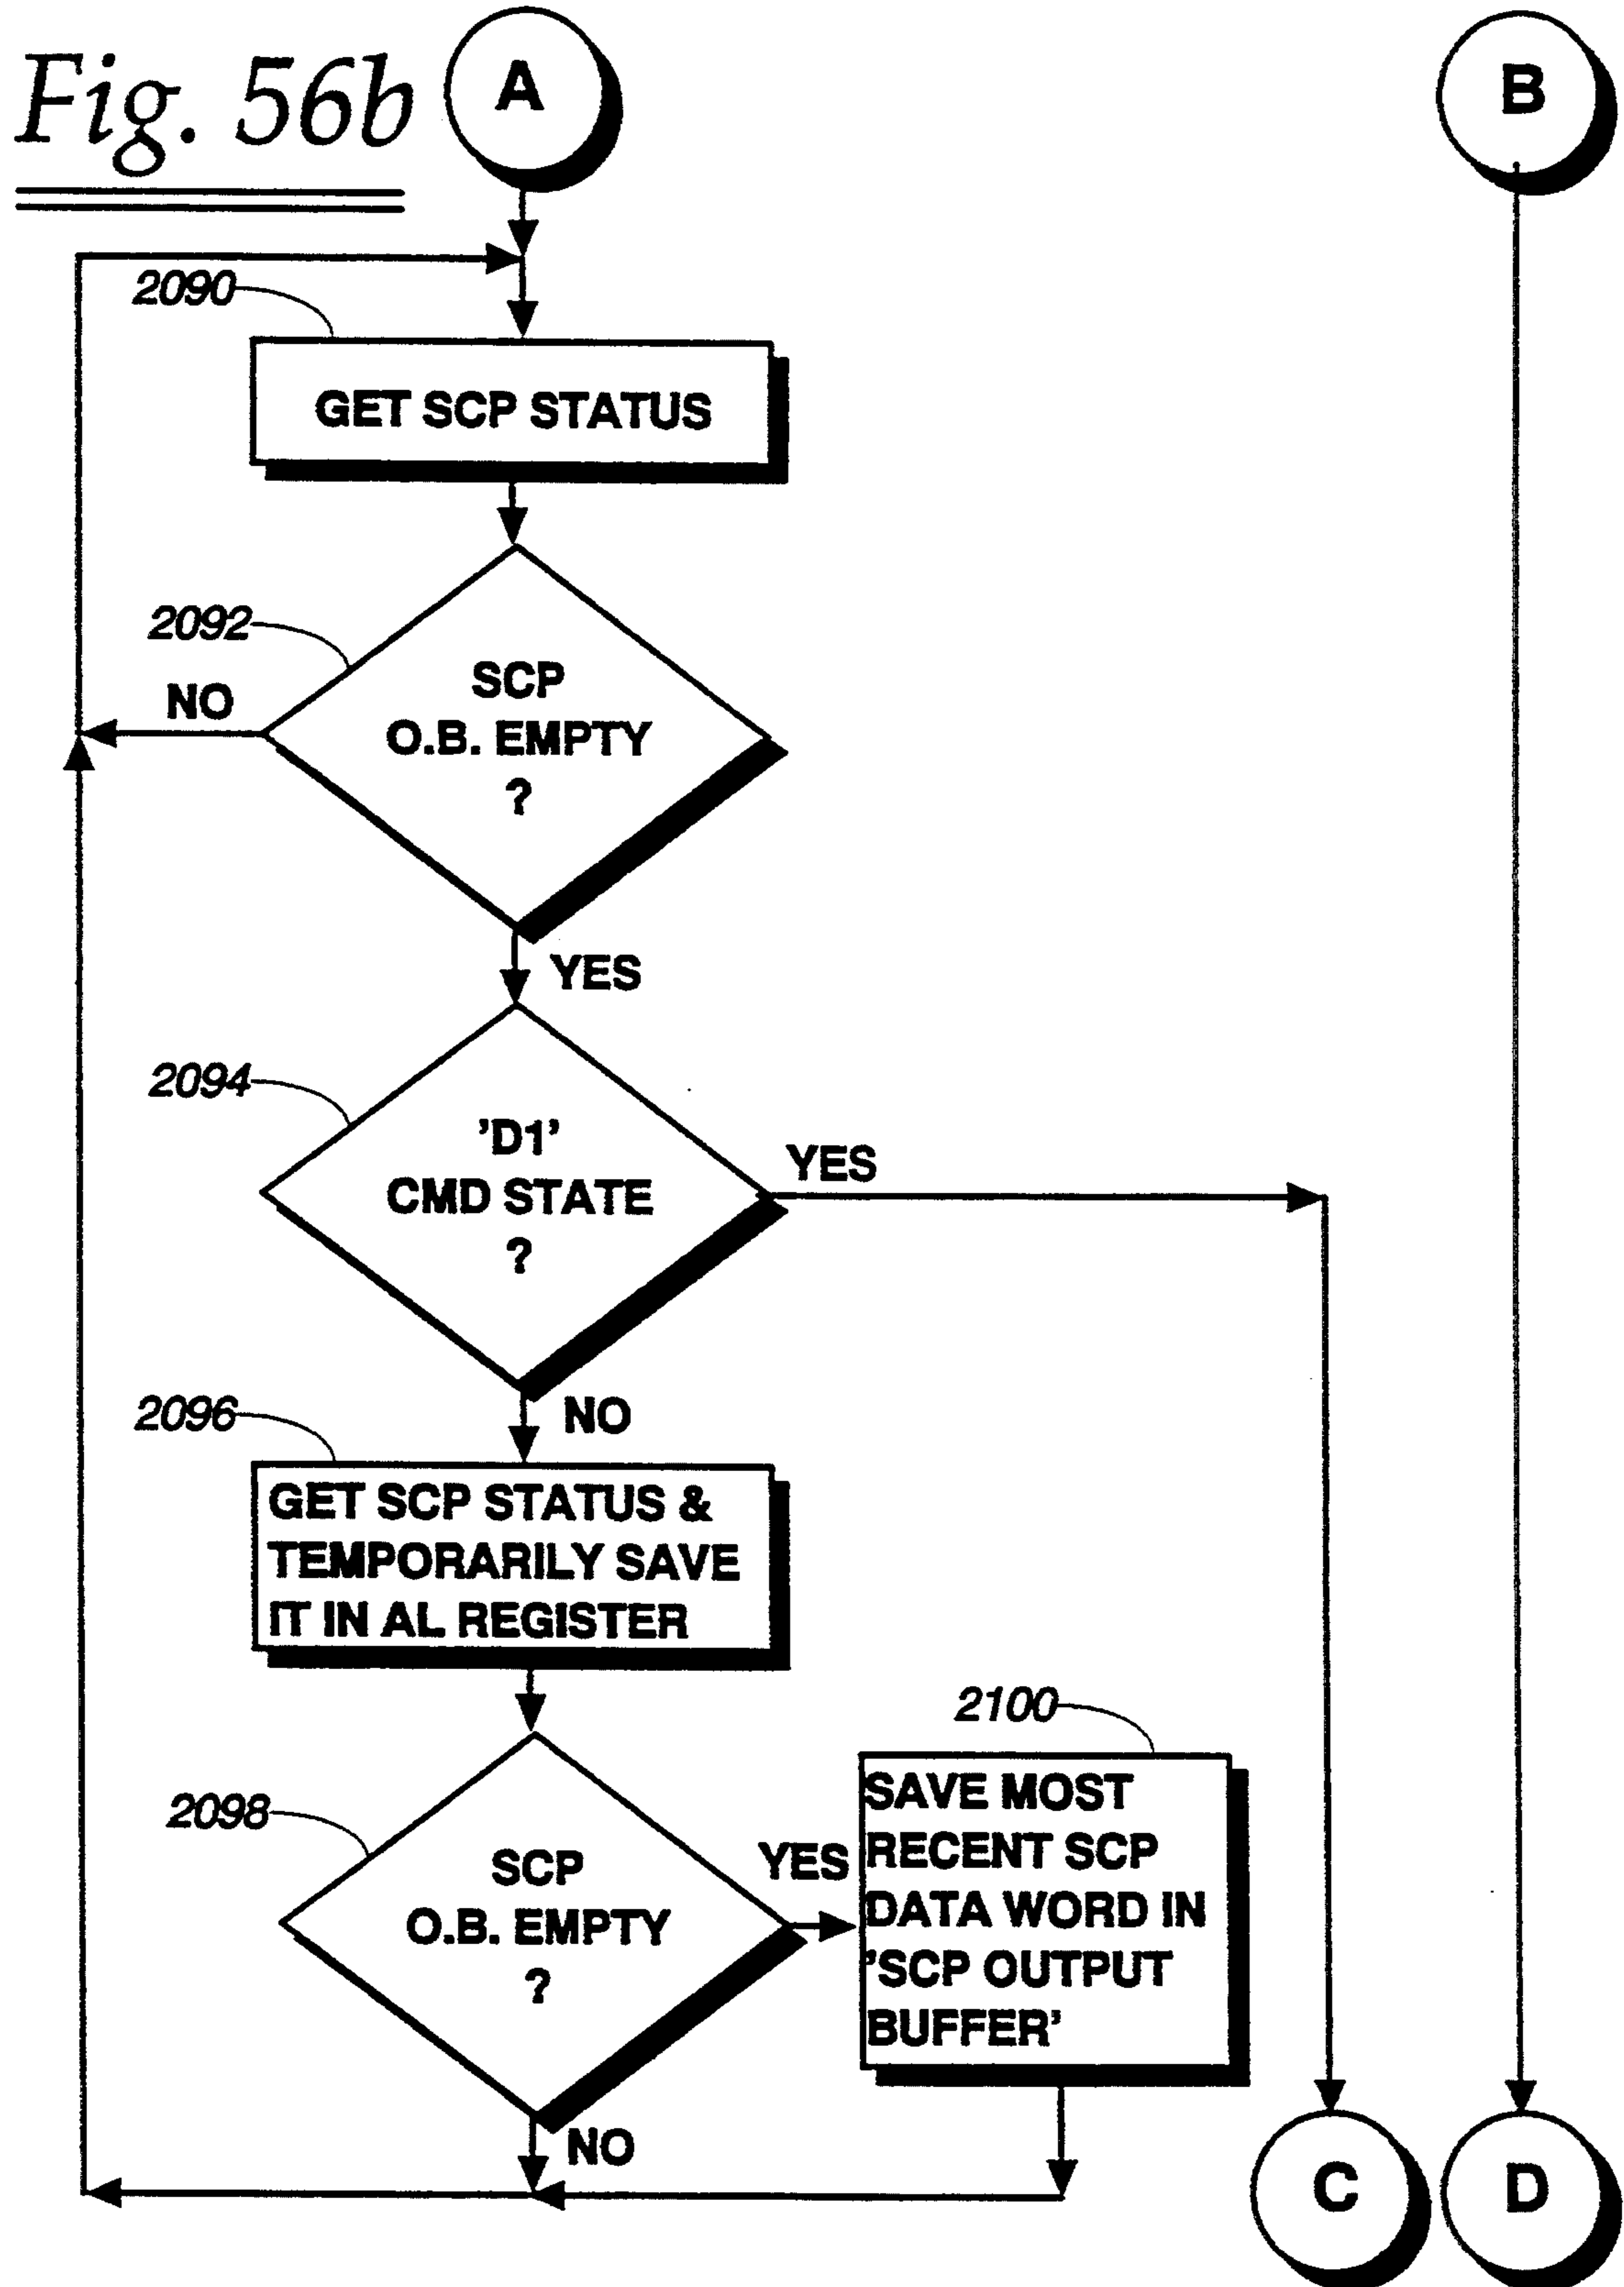 Fig. 56b
A
B
2090
GET SCP STATUS
2092
SCP
O.B. EMPTY
?
NO
YES
2094
'D1'
CMD STATE
?
YES
NO
2096
GET SCP STATUS &
TEMPORARILY SAVE
IT IN AL REGISTER
2098
SCP
O.B. EMPTY
?
YES
NO
2100
SAVE MOST
RECENT SCP
DATA WORD IN
'SCP OUTPUT
BUFFER'
C
D